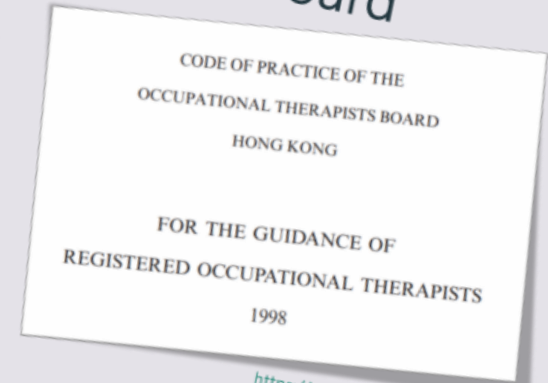 CODE OF PRACTICE OF THE
OCCUPATIONAL THERAPISTS BOARD
HONG KONG
FOR THE GUIDANCE OF
REGISTERED OCCUPATIONAL THERAPISTS
1998